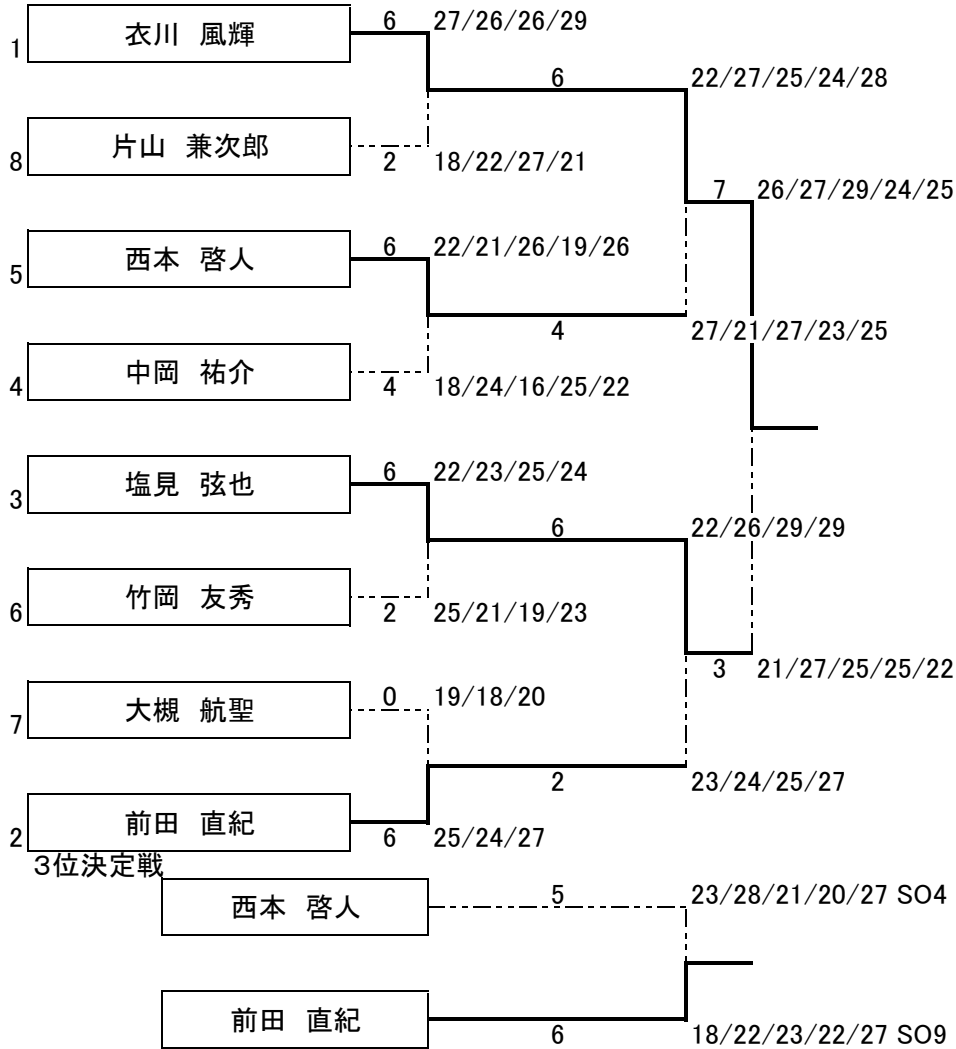 6 27/26/26/29
1 衣川　風輝
6 22/27/25/24/28
8 片山　兼次郎
2 18/22/27/21
7 26/27/29/24/25
6 22/21/26/19/26
5 西本　啓人
4 27/21/27/23/25
4 中岡　祐介
4 18/24/16/25/22
6 22/23/25/24
3 塩見　弦也
6 22/26/29/29
6 竹岡　友秀
2 25/21/19/23
3 21/27/25/25/22
0 19/18/20
7 大槻　航聖
2 23/24/25/27
2 前田　直紀
6 25/24/27
３位決定戦
西本　啓人
5 23/28/21/20/27 SO4
前田　直紀
6 18/22/23/22/27 SO9